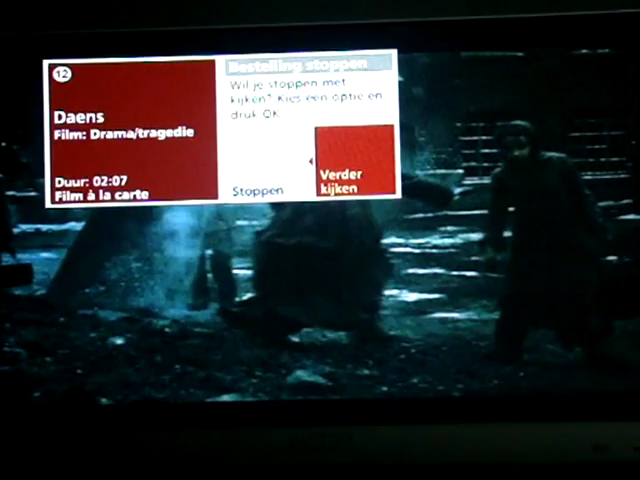 12
Daens
Film: Drama/tragedie
Duur: 02:07
Film à la carte
Bestelling stoppen
Wil je stoppen met
kijken? Kies een optie en
druk OK.
Stoppen
Verder
kijken